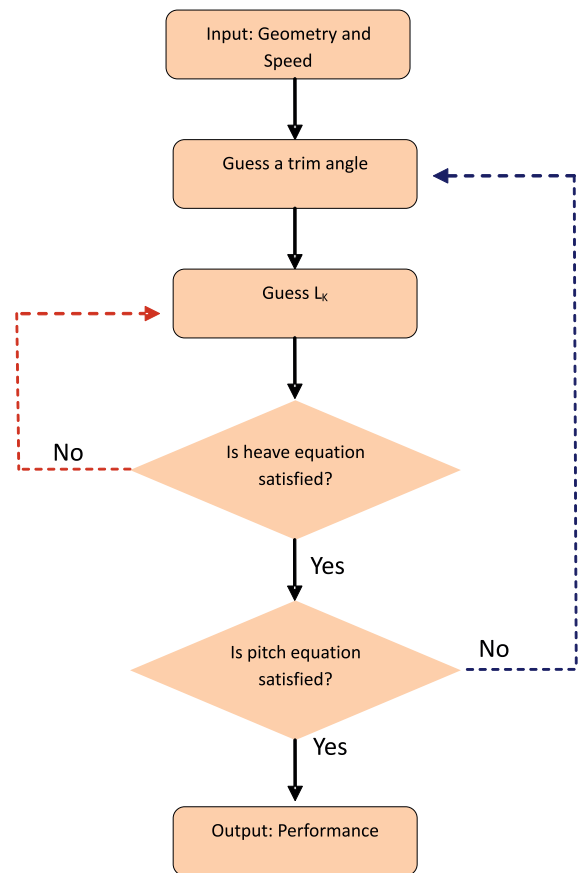 Input: Geometry and
Speed
Guess a trim angle
Guess Lₖ
Is heave equation
satisfied?
No
Yes
Is pitch equation
satisfied?
No
Yes
Output: Performance